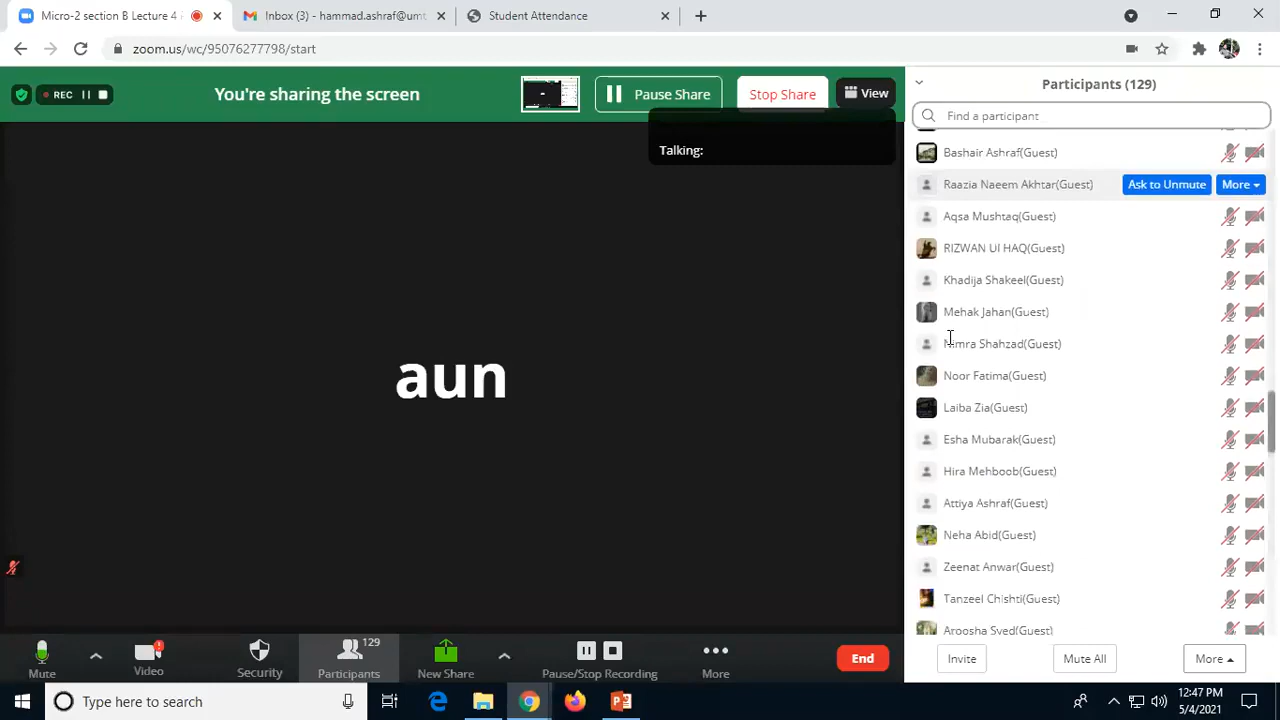 Micro-2 section B Lecture 4
Inbox (3) - hammad.ashraf@umt
Student Attendance
zoom.us/wc/95076277798/start
REC
You're sharing the screen
Pause Share
Stop Share
View
Talking:
Participants (129)
Find a participant
Bashair Ashraf(Guest)
Raazia Naeem Akhtar(Guest)
Ask to Unmute
More
Aqsa Mushtaq(Guest)
RIZWAN Ul HAQ(Guest)
Khadija Shakeel(Guest)
Mehak Jahan(Guest)
Nimra Shahzad(Guest)
Noor Fatima(Guest)
Laiba Zia(Guest)
Esha Mubarak(Guest)
Hira Mehboob(Guest)
Attiya Ashraf(Guest)
Neha Abid(Guest)
Zeenat Anwar(Guest)
Tanzeel Chishti(Guest)
Aroosha Syed(Guest)
aun
Mute
Video
Security
129
Participants
New Share
Pause/Stop Recording
More
End
Invite
Mute All
More
Type here to search
12:47 PM
5/4/2021